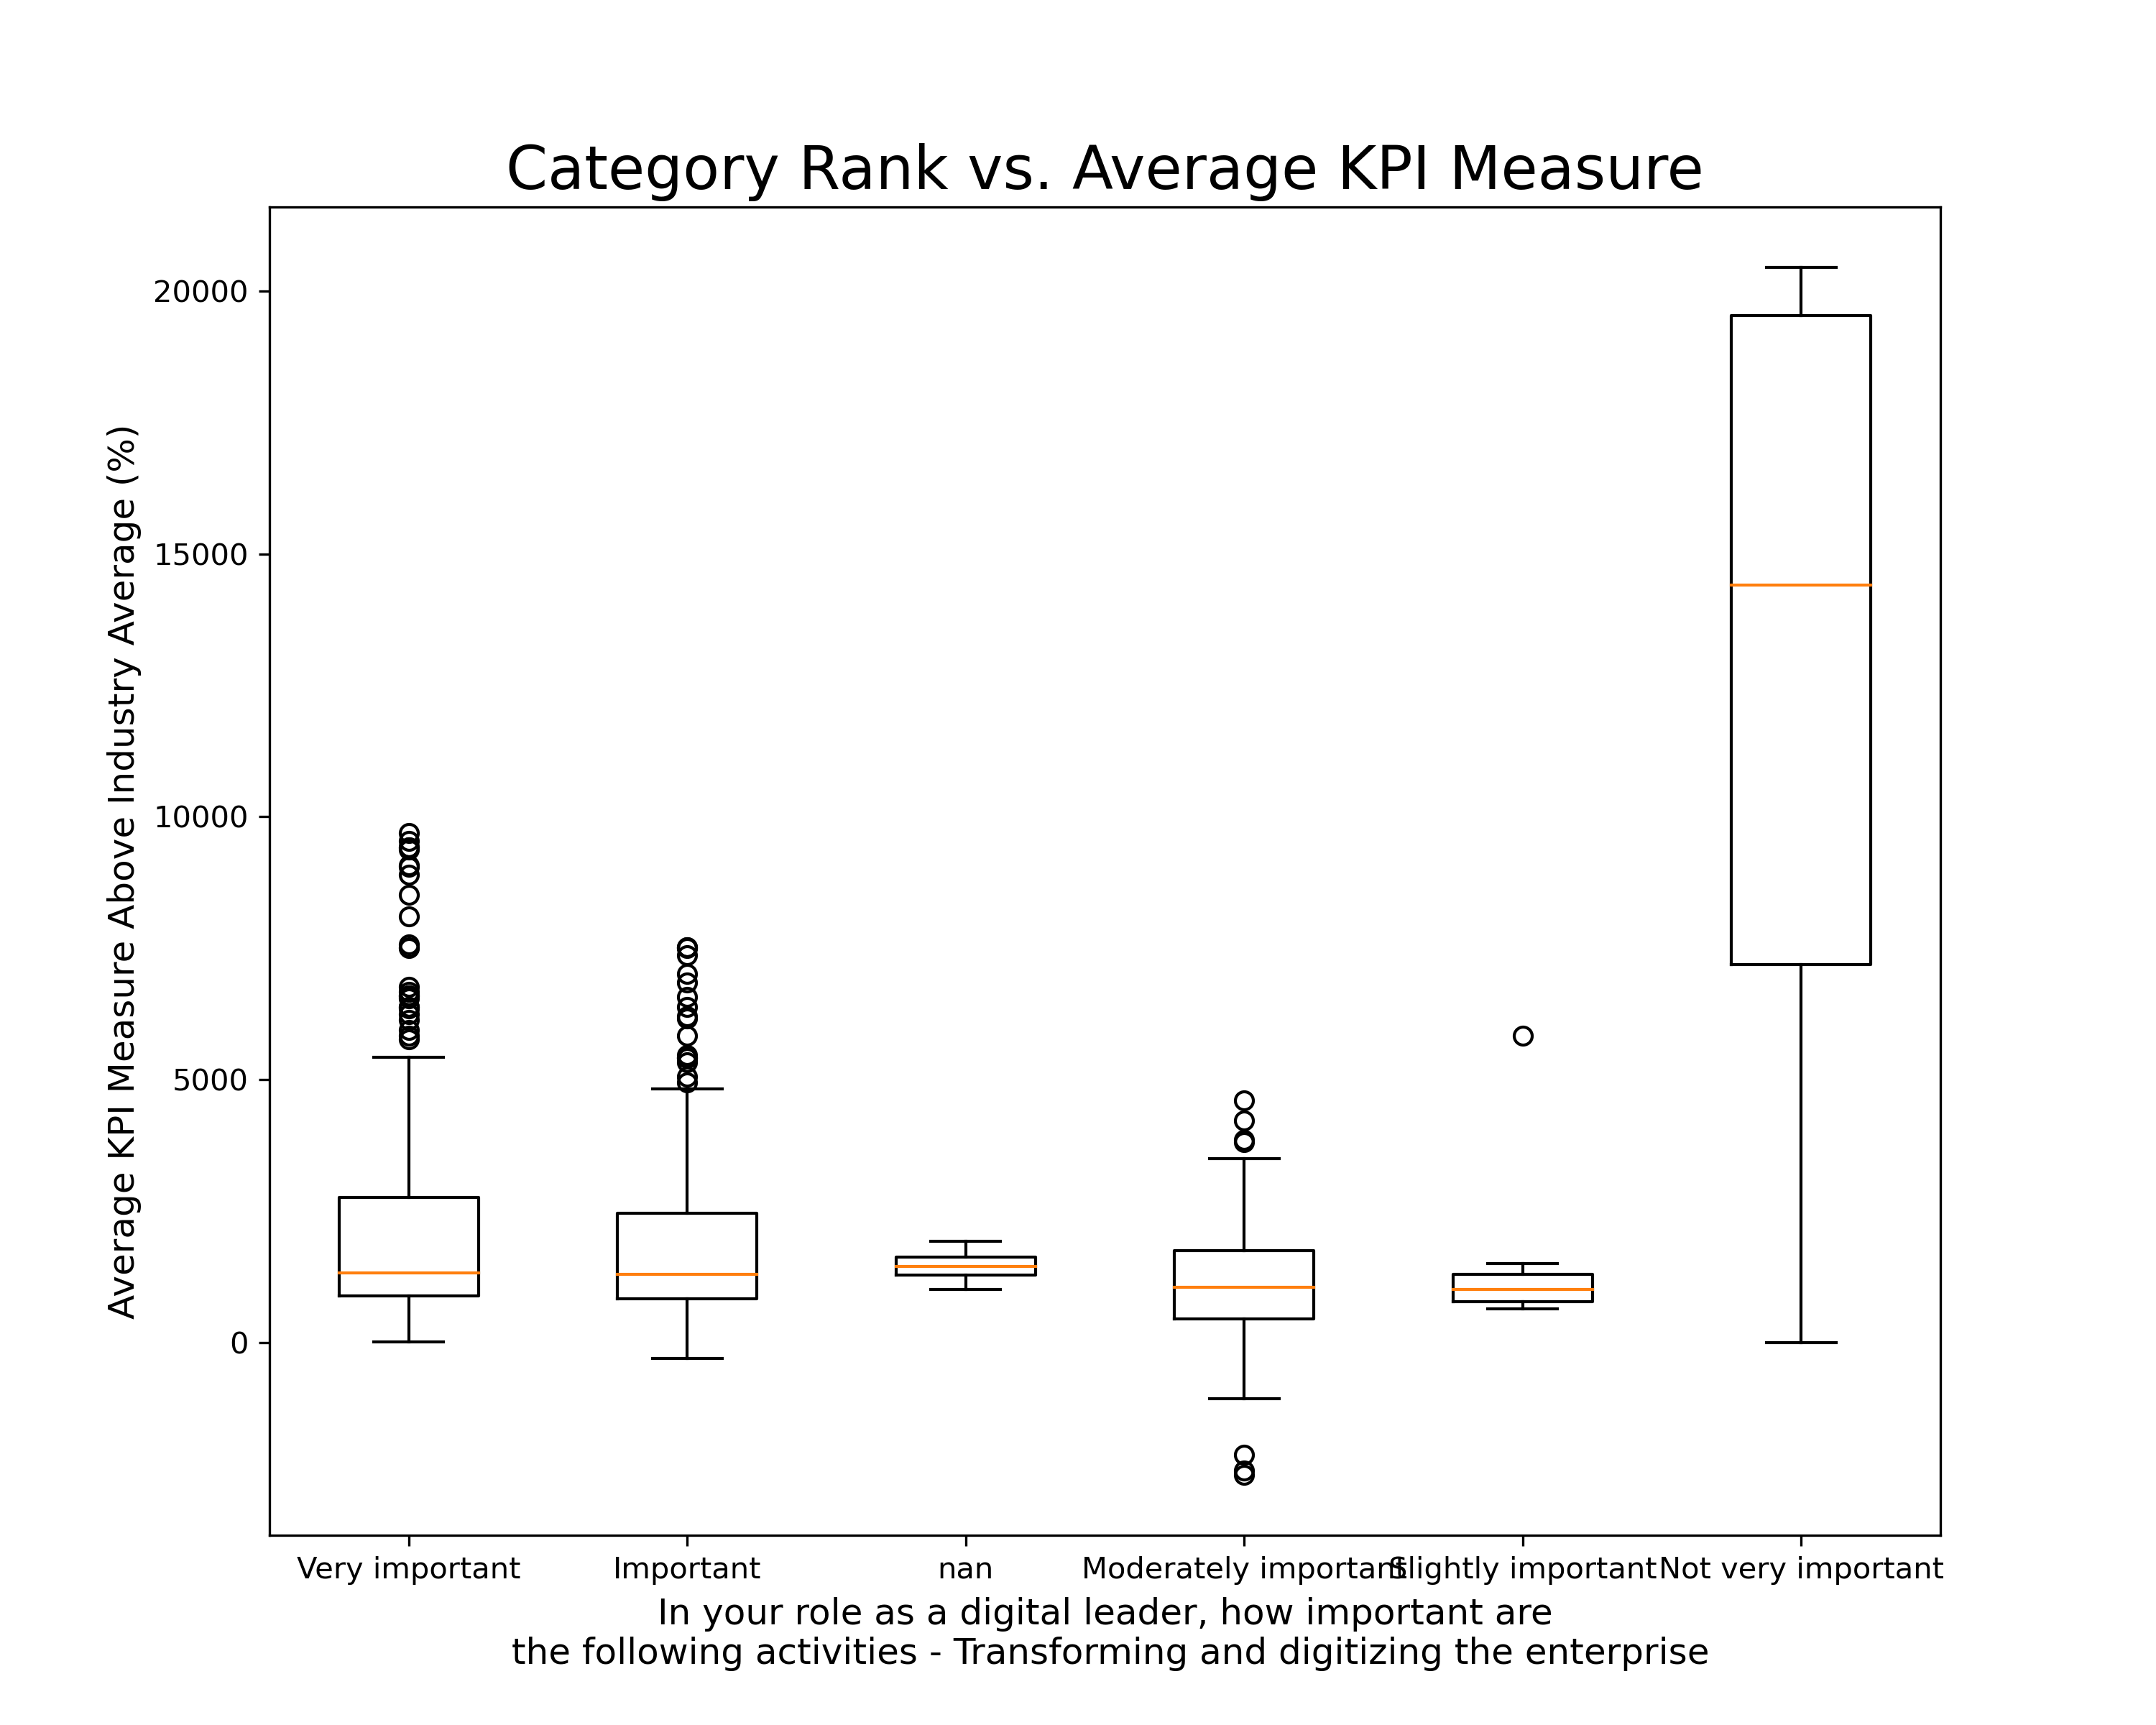 Category Rank vs. Average KPI Measure
Average KPI Measure Above Industry Average (%)
20000
15000
10000
5000
0
Very important
Important
nan
Moderately important
Slightly important
Not very important
In your role as a digital leader, how important are
the following activities - Transforming and digitizing the enterprise